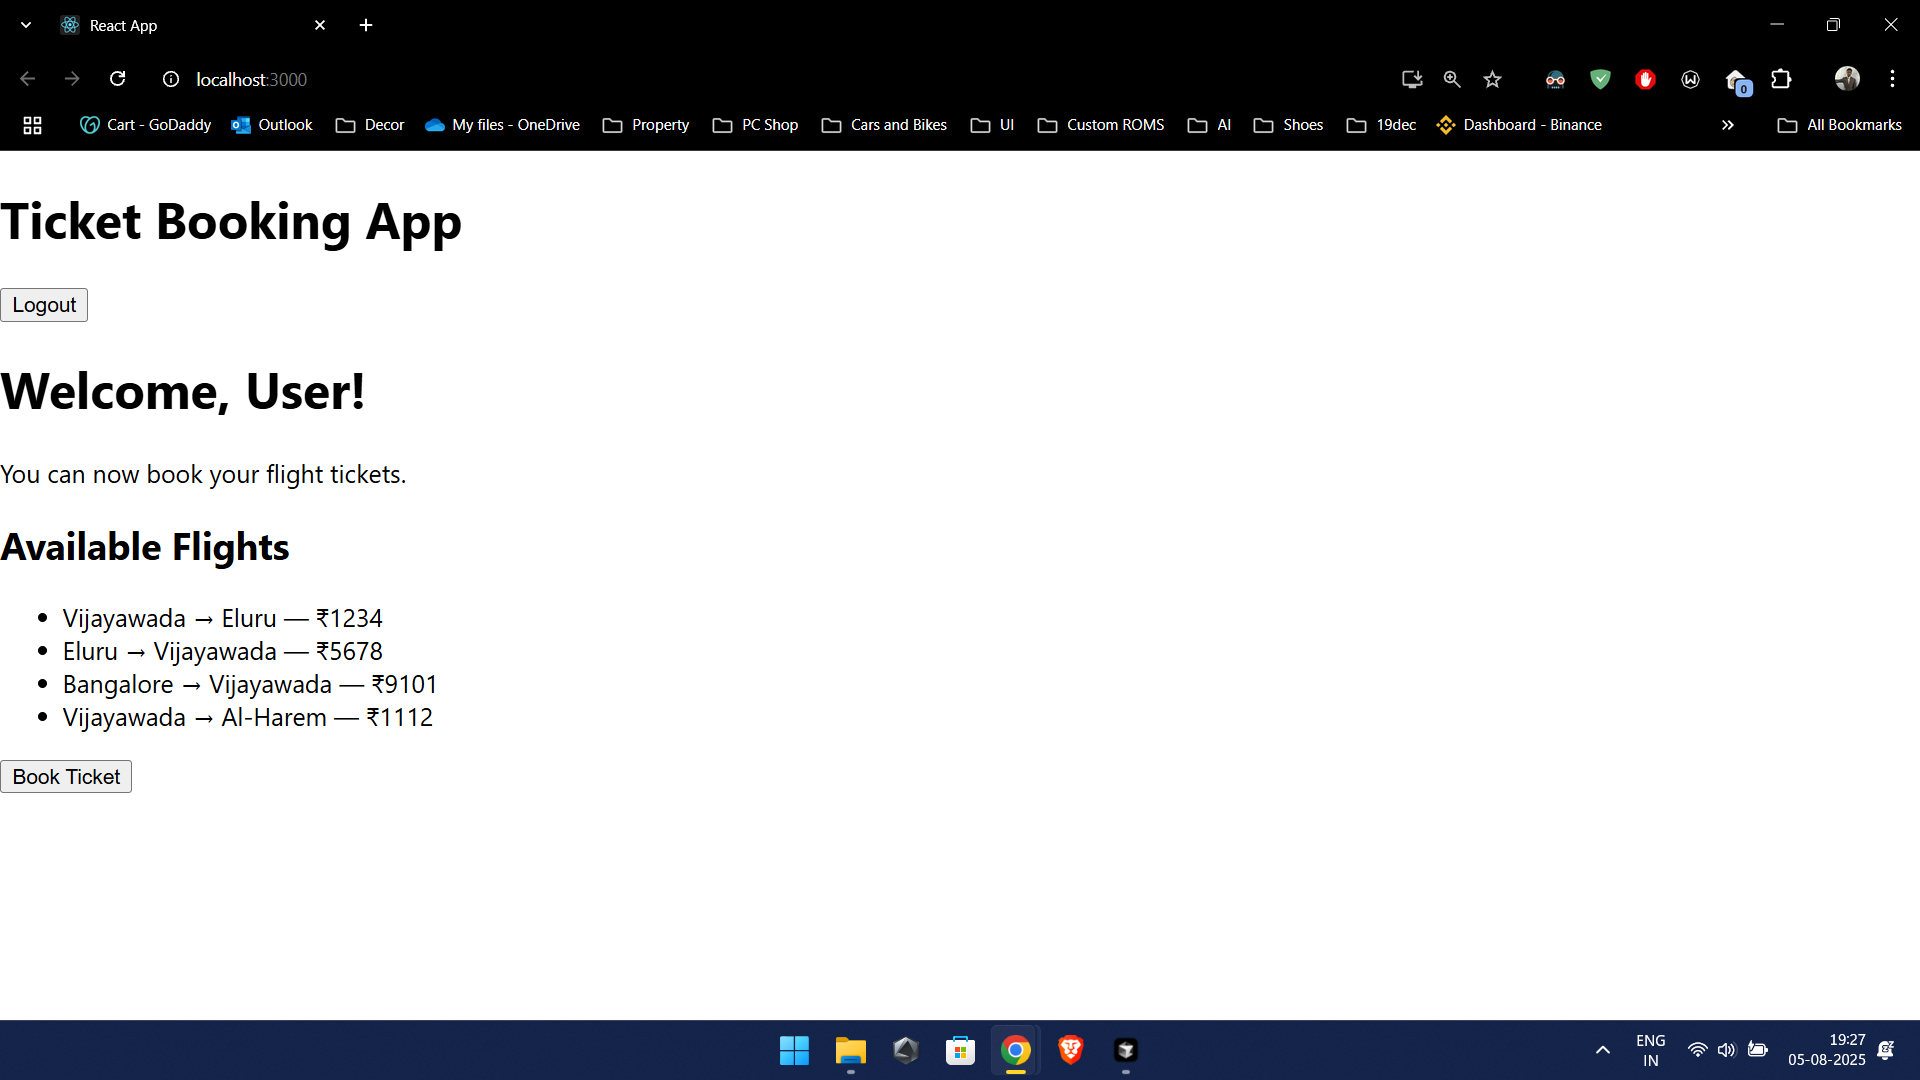 React App
localhost:3000
0
Cart - GoDaddy Outlook Decor My files - OneDrive Property PC Shop Cars and Bikes UI Custom ROMS AI Shoes 19dec Dashboard - Binance » All Bookmarks
Ticket Booking App
Logout
Welcome, User!
You can now book your flight tickets.
Available Flights
• Vijayawada → Eluru — ₹1234
• Eluru → Vijayawada — ₹5678
• Bangalore → Vijayawada — ₹9101
• Vijayawada → Al-Harem — ₹1112
Book Ticket
ENG
IN
19:27
05-08-2025